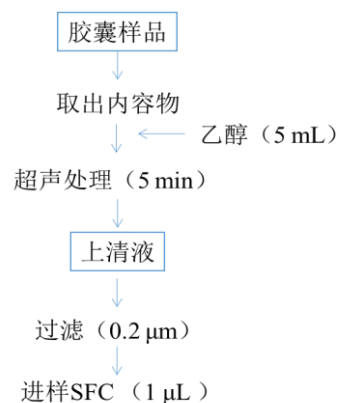 胶囊样品
取出内容物
乙醇（5 mL）
超声处理（5 min）
上清液
过滤（0.2 μm）
进样SFC （1 μL ）